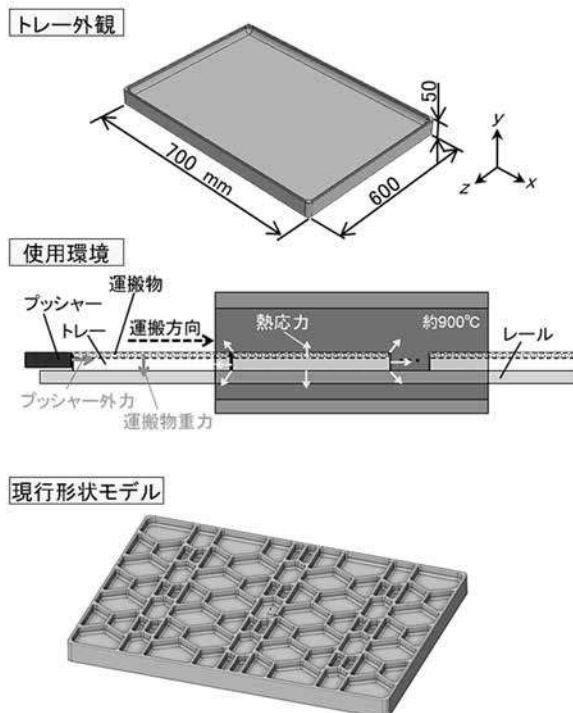 トレー外観
700 mm
600
50
y
z
x
使用環境
運搬物
プッシャー
トレー
運搬方向
熱応力
約900℃
レール
プッシャー外力
運搬物重力
現行形状モデル